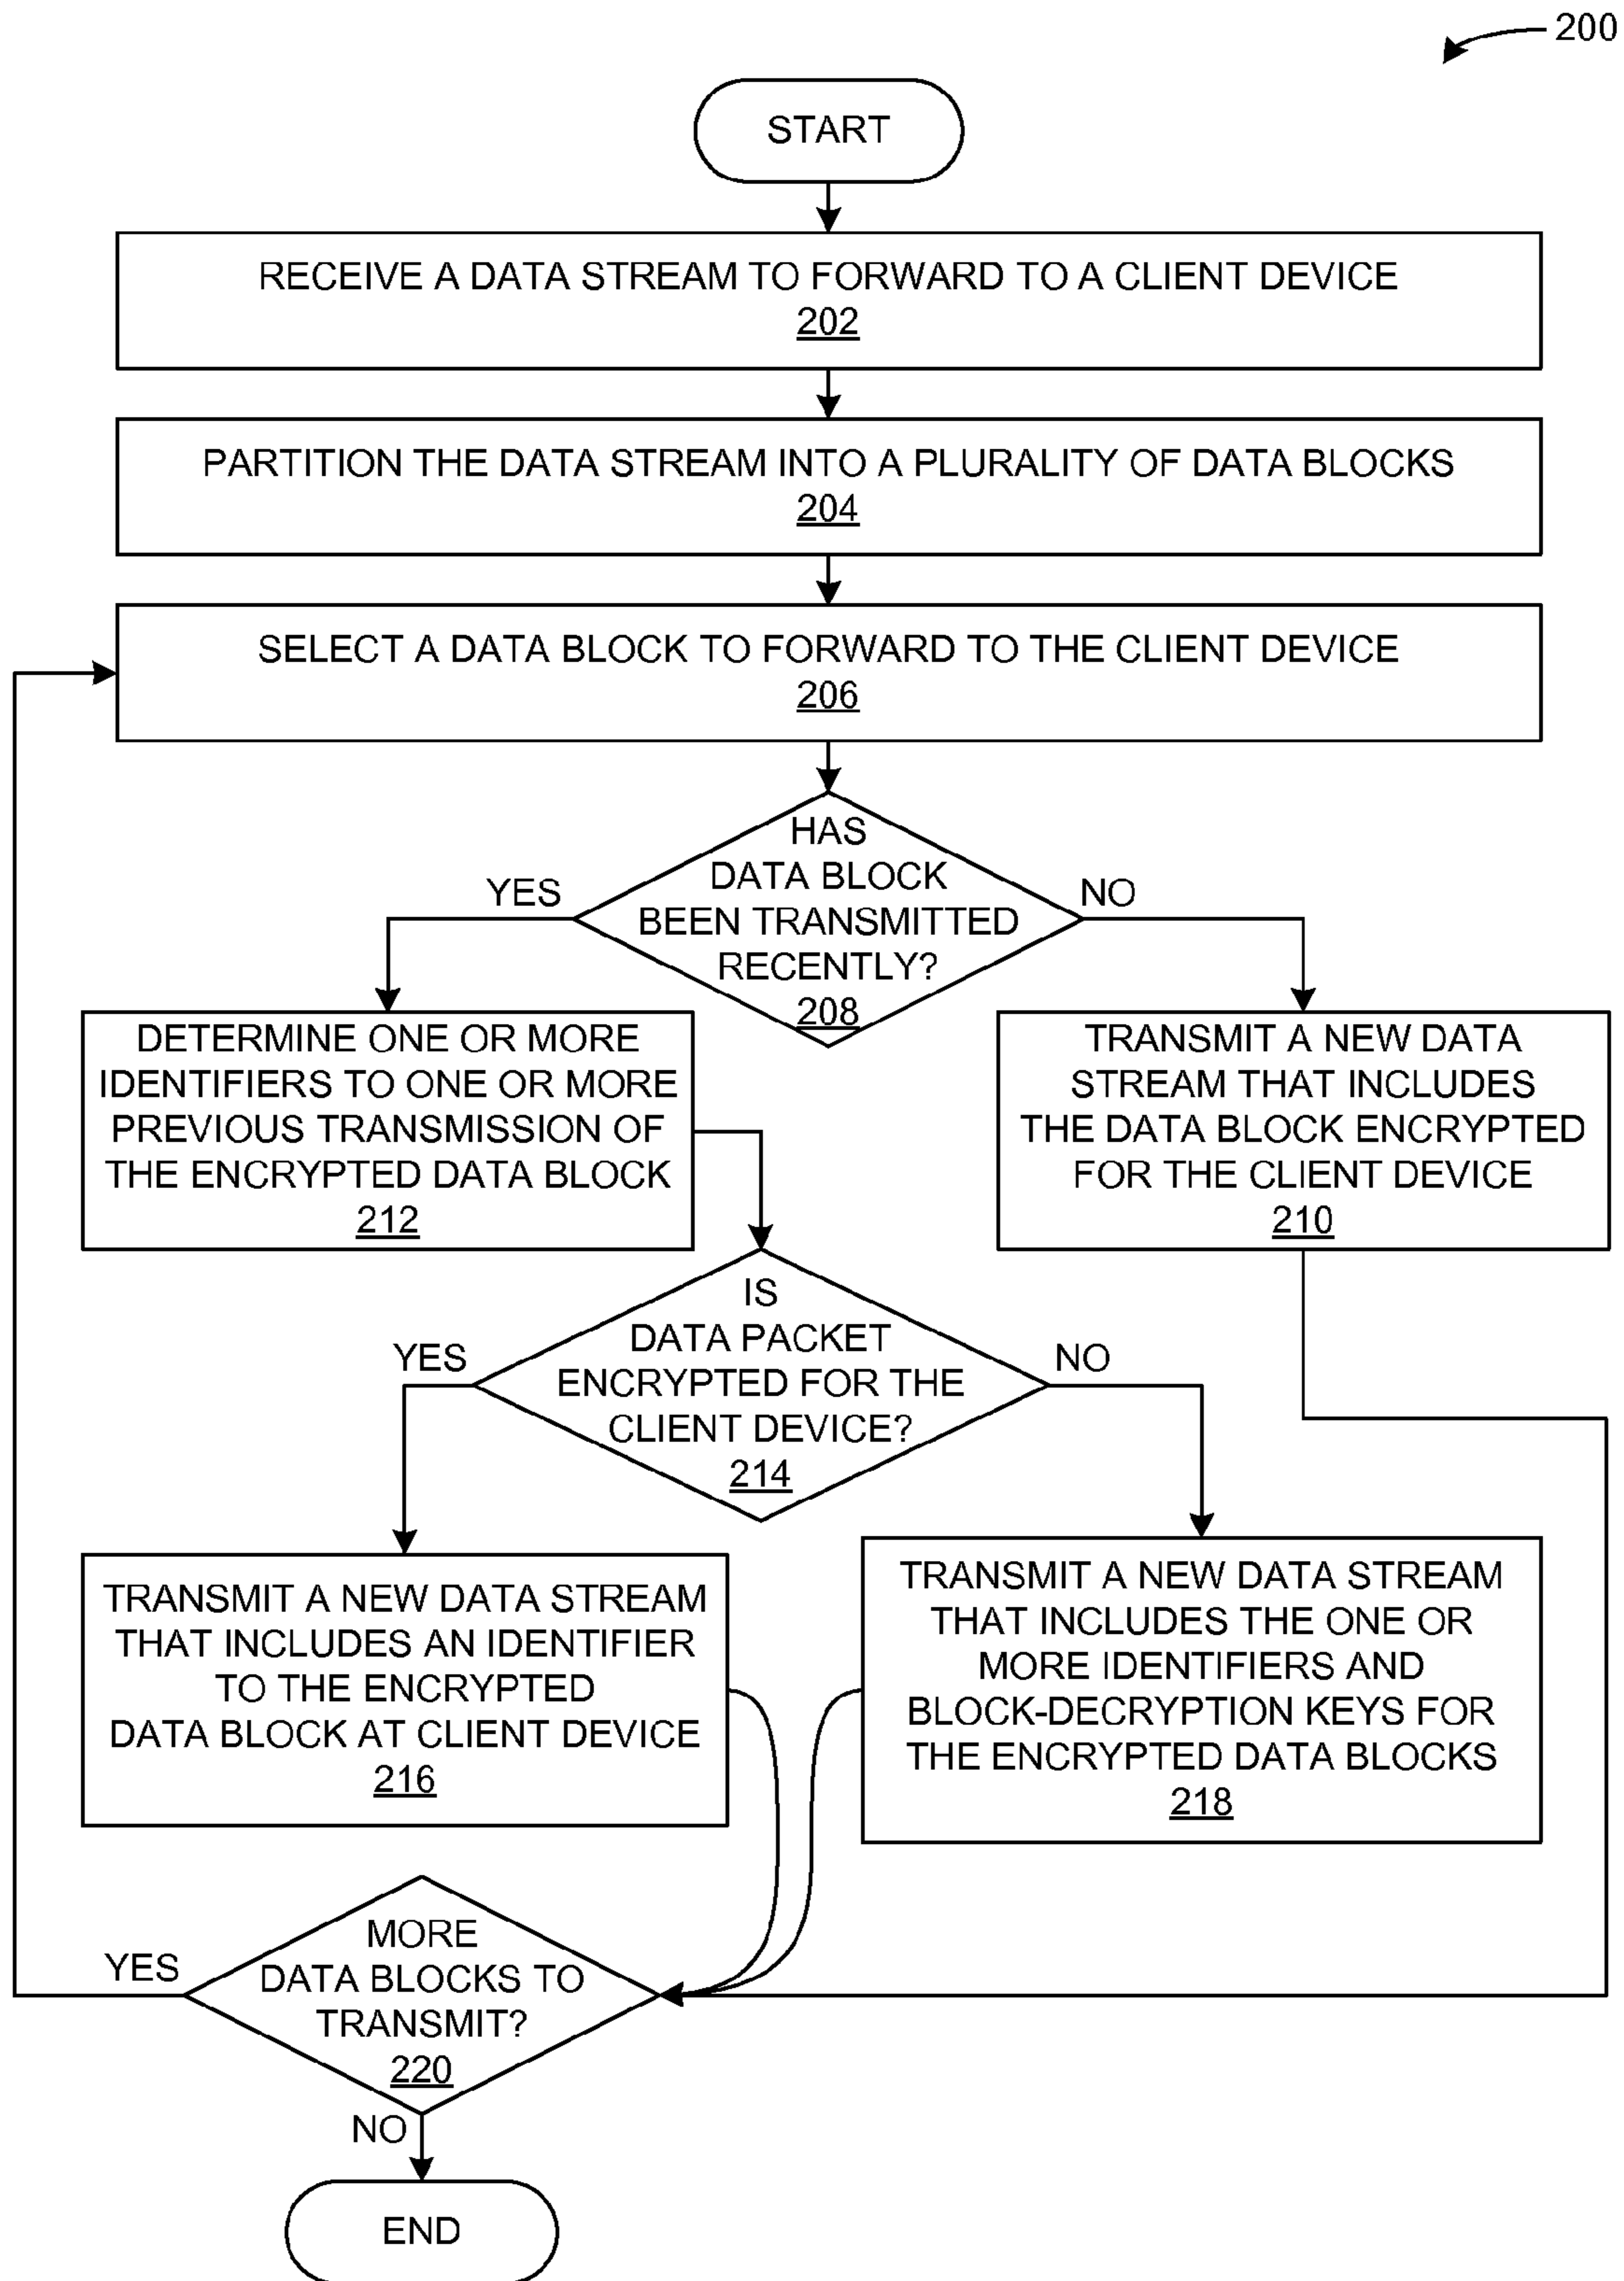 200
START
RECEIVE A DATA STREAM TO FORWARD TO A CLIENT DEVICE
202
PARTITION THE DATA STREAM INTO A PLURALITY OF DATA BLOCKS
204
SELECT A DATA BLOCK TO FORWARD TO THE CLIENT DEVICE
206
HAS
DATA BLOCK
BEEN TRANSMITTED
RECENTLY?
208
YES
NO
DETERMINE ONE OR MORE
IDENTIFIERS TO ONE OR MORE
PREVIOUS TRANSMISSION OF
THE ENCRYPTED DATA BLOCK
212
TRANSMIT A NEW DATA
STREAM THAT INCLUDES
THE DATA BLOCK ENCRYPTED
FOR THE CLIENT DEVICE
210
IS
DATA PACKET
ENCRYPTED FOR THE
CLIENT DEVICE?
214
YES
NO
TRANSMIT A NEW DATA STREAM
THAT INCLUDES AN IDENTIFIER
TO THE ENCRYPTED
DATA BLOCK AT CLIENT DEVICE
216
TRANSMIT A NEW DATA STREAM
THAT INCLUDES THE ONE OR
MORE IDENTIFIERS AND
BLOCK-DECRYPTION KEYS FOR
THE ENCRYPTED DATA BLOCKS
218
MORE
DATA BLOCKS TO
TRANSMIT?
220
YES
NO
END